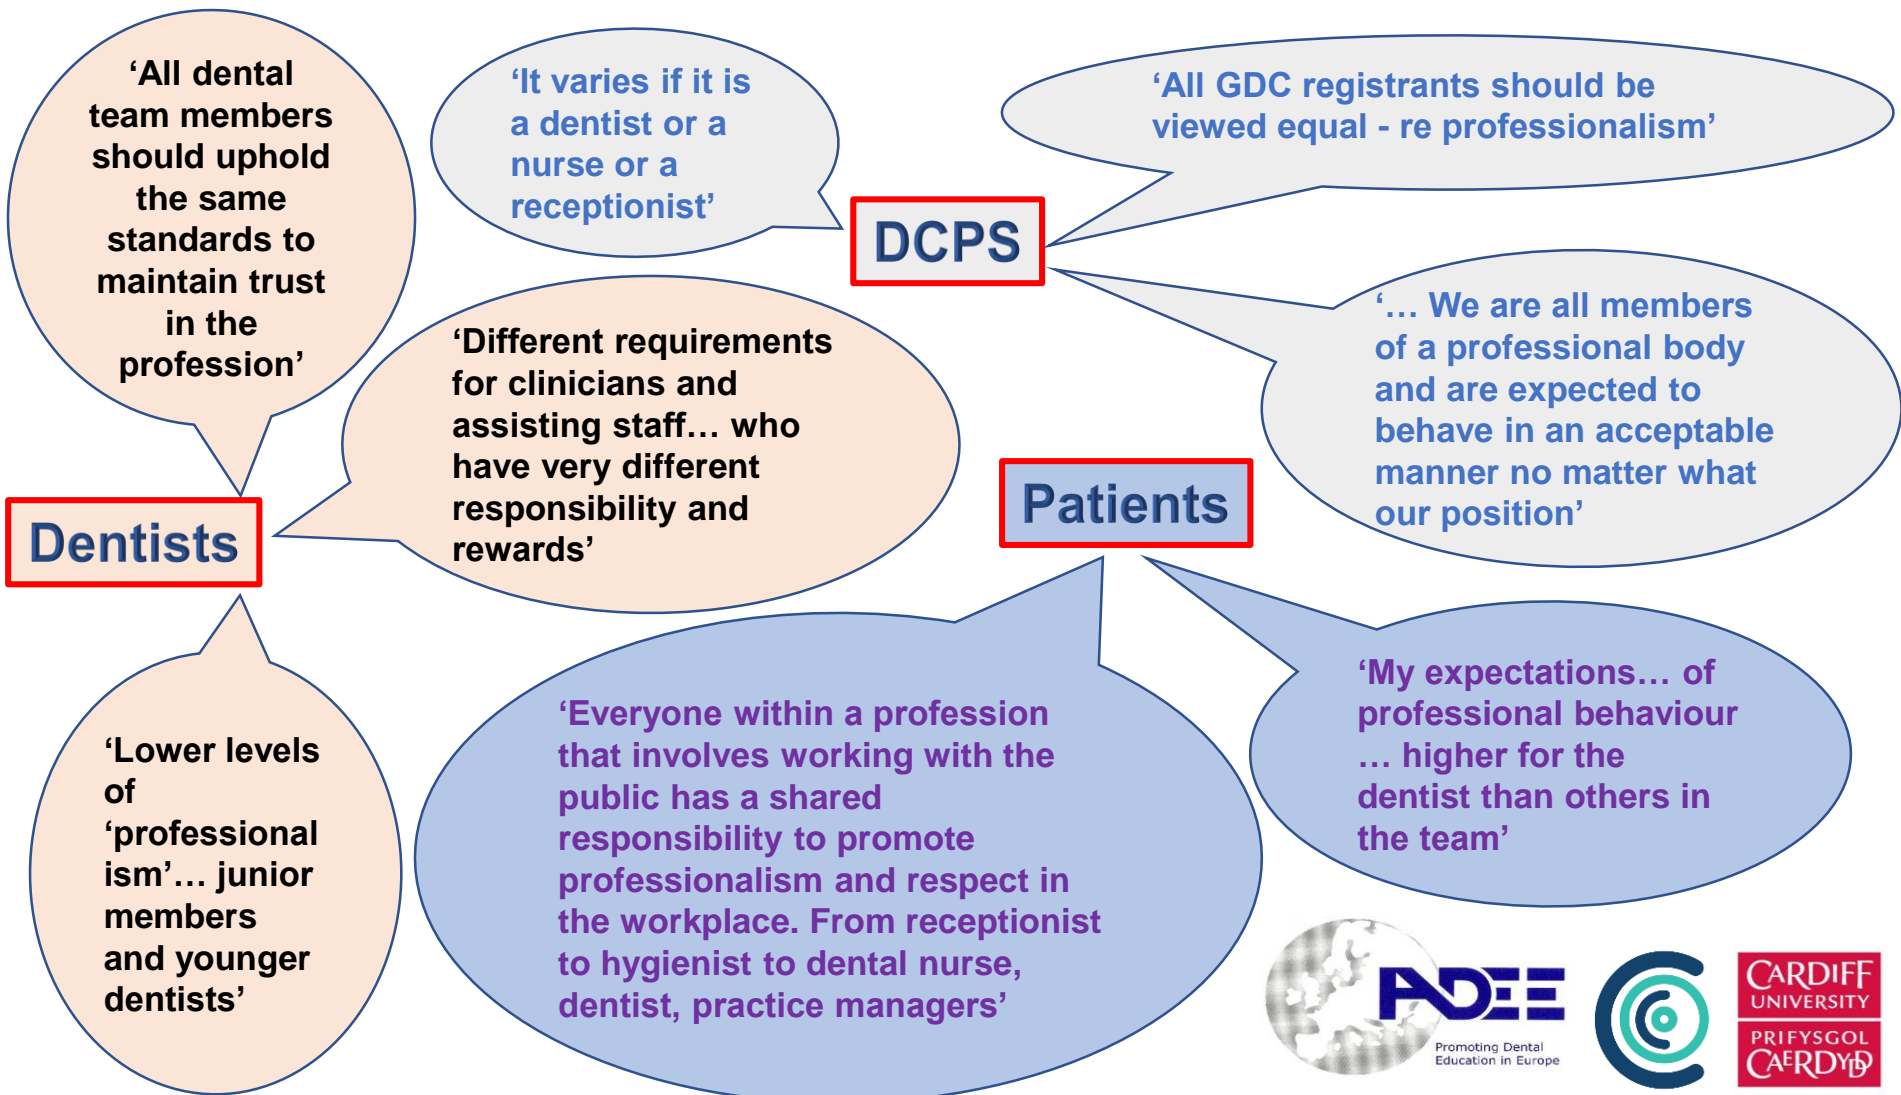 ‘All dental
team members
should uphold
the same
standards to
maintain trust
in the
profession’
‘It varies if it is
a dentist or a
nurse or a
receptionist’
‘All GDC registrants should be
viewed equal - re professionalism’
DCPS
‘Different requirements
for clinicians and
assisting staff… who
have very different
responsibility and
rewards’
‘… We are all members
of a professional body
and are expected to
behave in an acceptable
manner no matter what
our position’
Dentists
Patients
‘Lower levels
of
‘professional
ism’… junior
members
and younger
dentists’
‘Everyone within a profession
that involves working with the
public has a shared
responsibility to promote
professionalism and respect in
the workplace. From receptionist
to hygienist to dental nurse,
dentist, practice managers’
‘My expectations… of
professional behaviour
… higher for the
dentist than others in
the team’
ADEE
Promoting Dental
Education in Europe
CARDIFF
UNIVERSITY
PRIFYSGOL
CAERDYDD